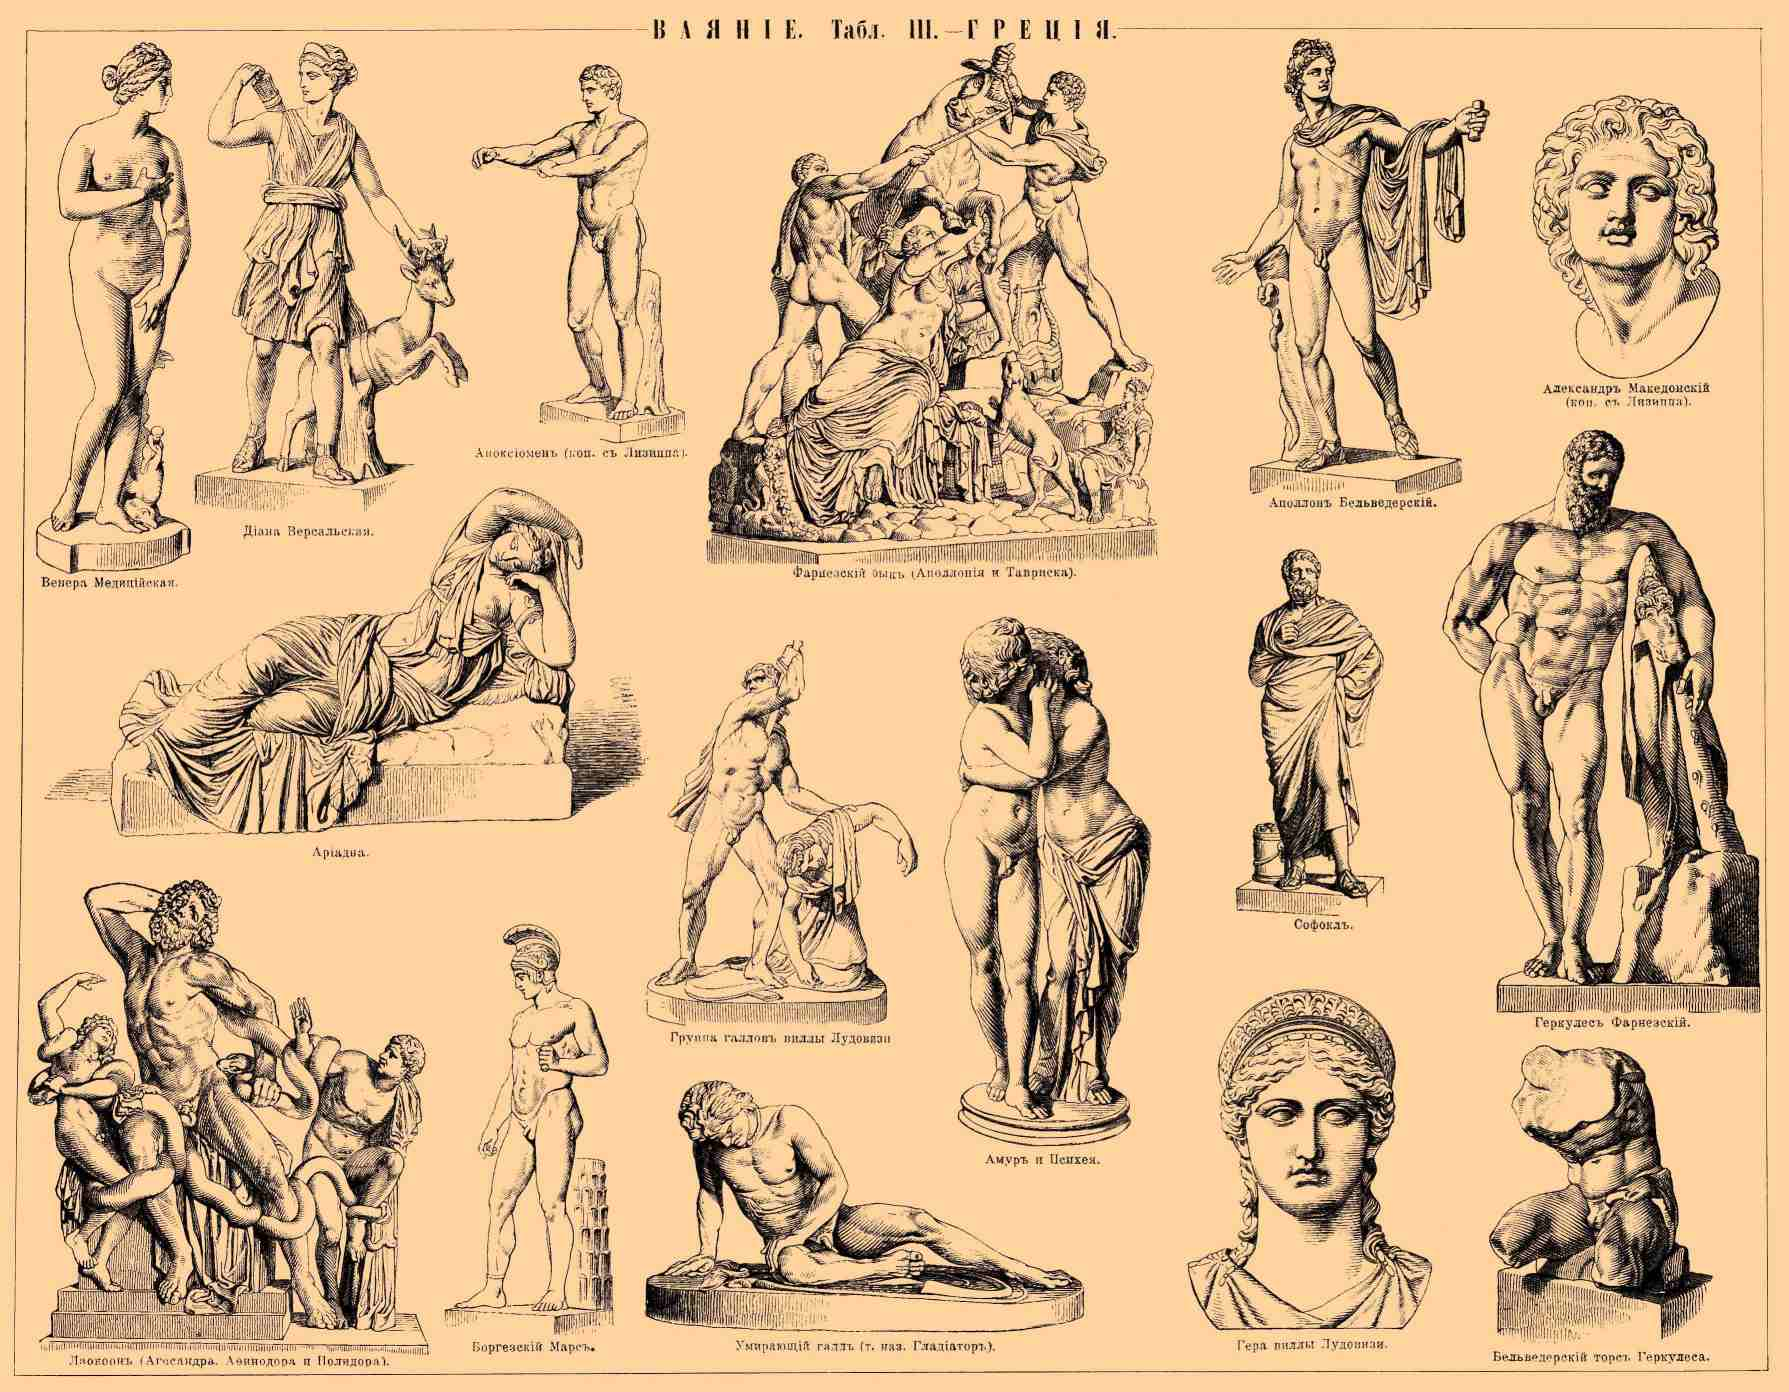 ВАЯНІЕ. Табл. III.—ГРЕЦІЯ.
Венера Медиційская.
Діана Версальская.
Апоксіоменъ (коп. съ Лизиппа).
Фарнезскій быкъ (Аполлонія и Тавриска).
Аполлонъ Бельведерскій.
Александръ Македонскій
(коп. съ Лизиппа).
Аріадна.
Группа галловъ виллы Лудовизи
Амуръ и Психея.
Софоклъ.
Геркулесъ Фарнезскій.
Лаокоонъ (Агесандра, Аѳинодора и Полидора).
Боргезскій Марсъ.
Умирающій галлъ (т. наз. Гладіаторъ).
Гера виллы Лудовизи.
Бельведерскій торсъ Геркулеса.